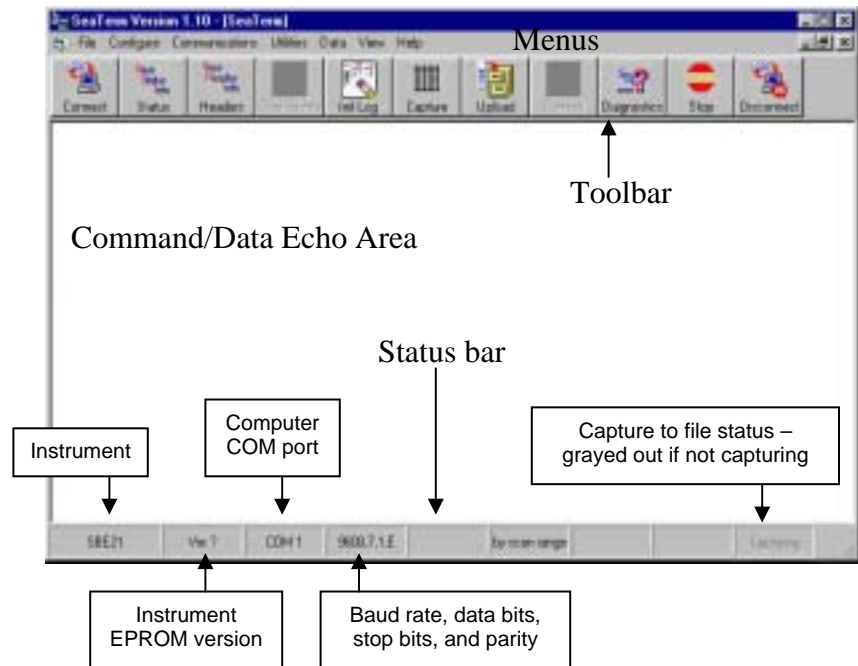 SeaTerm Version 1.10 - [SeaTerm]
File Configure Communications Utilities Data View Help
Menus
Connect Status Headers Init Log Capture Upload Diagnostics Stop Disconnect
Toolbar
Command/Data Echo Area
Status bar
Instrument
Computer
COM port
Capture to file status –
grayed out if not capturing
SBE21 Ver ? COM 1 9600,7,1,E by scan range
Instrument
EPROM version
Baud rate, data bits,
stop bits, and parity